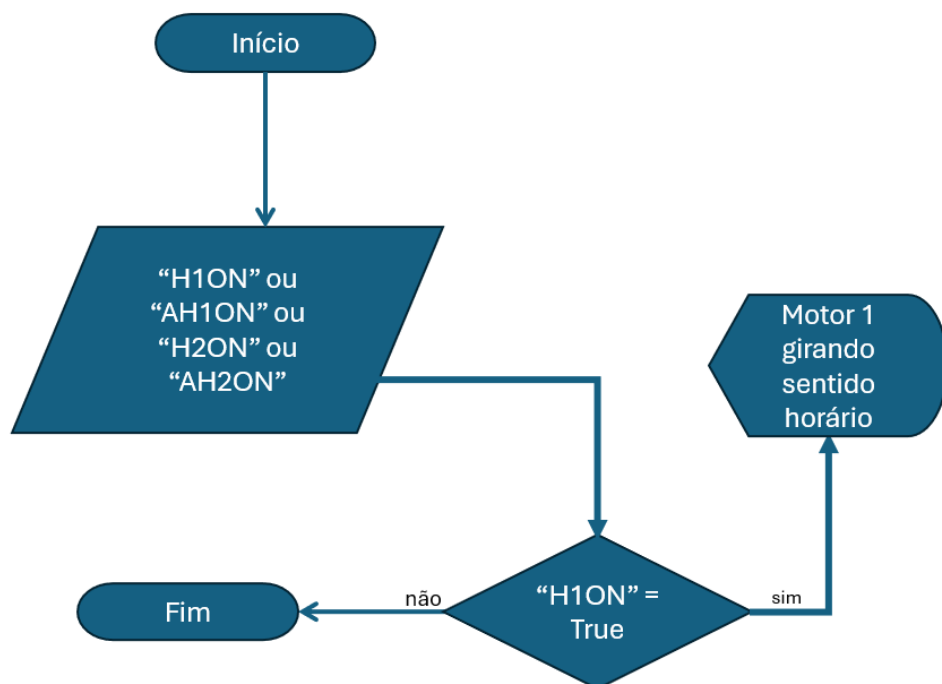 Início
“H1ON” ou
“AH1ON” ou
“H2ON” ou
“AH2ON”
Motor 1
girando
sentido
horário
Fim
não
“H1ON” =
True
sim